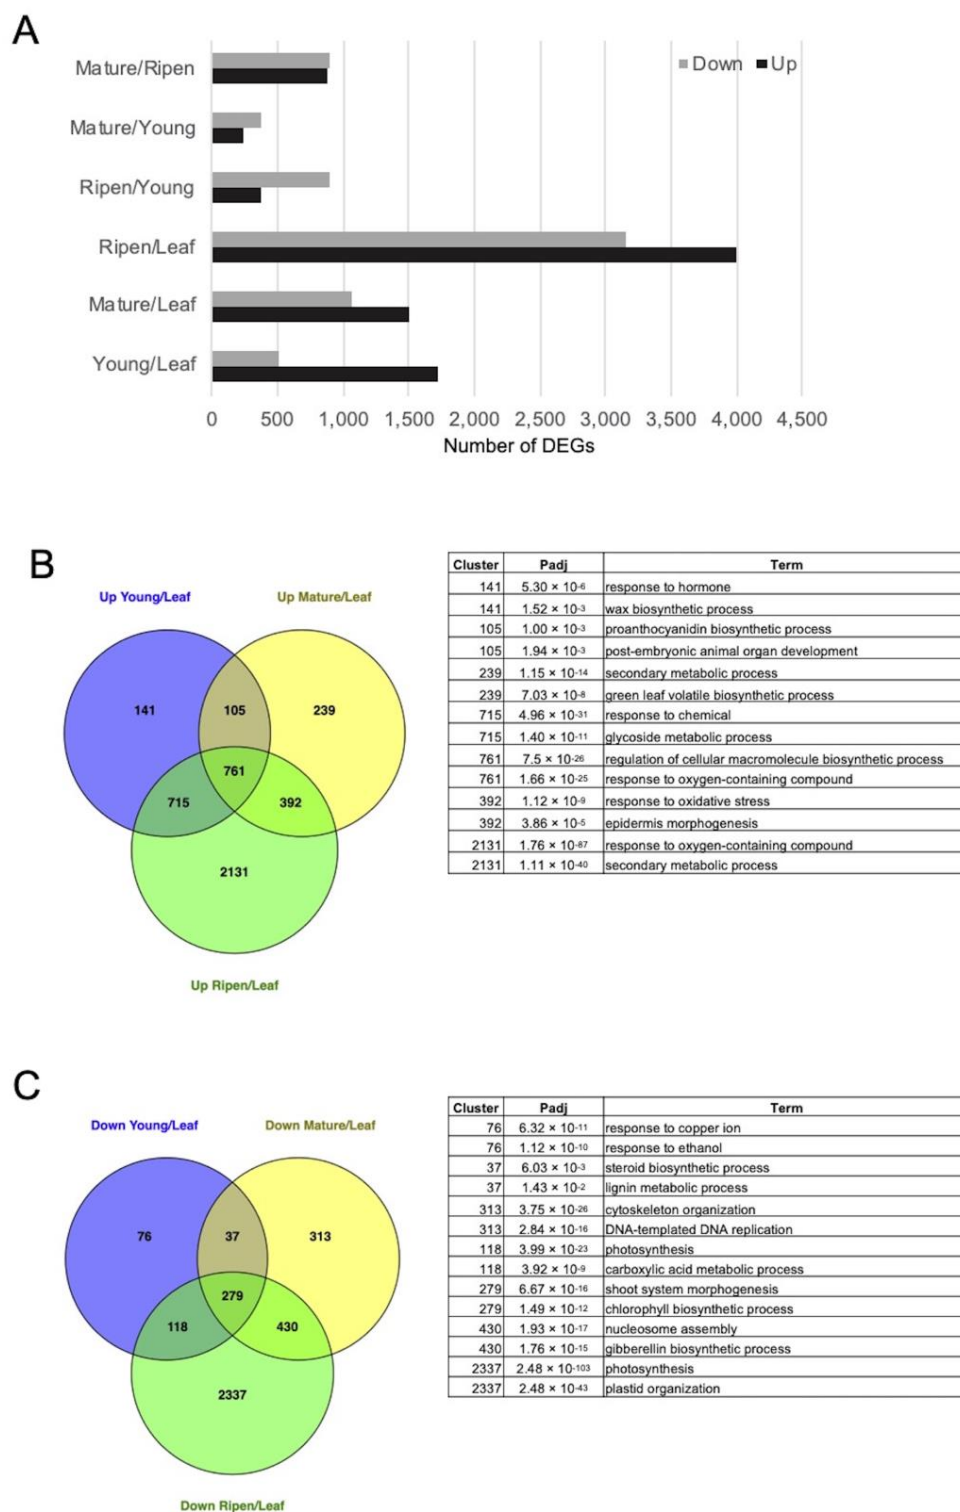 A
Down Up
Mature/Ripen
Mature/Young
Ripen/Young
Ripen/Leaf
Mature/Leaf
Young/Leaf
0 500 1,000 1,500 2,000 2,500 3,000 3,500 4,000 4,500
Number of DEGs
B
Up Young/Leaf Up Mature/Leaf
141 105 239
761
715 392
2131
Up Ripen/Leaf
Cluster Padj Term
141 5.30 × 10-6 response to hormone
141 1.52 × 10-3 wax biosynthetic process
105 1.00 × 10-3 proanthocyanidin biosynthetic process
105 1.94 × 10-3 post-embryonic animal organ development
239 1.15 × 10-14 secondary metabolic process
239 7.03 × 10-8 green leaf volatile biosynthetic process
715 4.96 × 10-31 response to chemical
715 1.40 × 10-11 glycoside metabolic process
761 7.5 × 10-26 regulation of cellular macromolecule biosynthetic process
761 1.66 × 10-25 response to oxygen-containing compound
392 1.12 × 10-9 response to oxidative stress
392 3.86 × 10-5 epidermis morphogenesis
2131 1.76 × 10-87 response to oxygen-containing compound
2131 1.11 × 10-40 secondary metabolic process
C
Down Young/Leaf Down Mature/Leaf
76 37 313
279
118 430
2337
Down Ripen/Leaf
Cluster Padj Term
76 6.32 × 10-11 response to copper ion
76 1.12 × 10-10 response to ethanol
37 6.03 × 10-3 steroid biosynthetic process
37 1.43 × 10-2 lignin metabolic process
313 3.75 × 10-26 cytoskeleton organization
313 2.84 × 10-16 DNA-templated DNA replication
118 3.99 × 10-23 photosynthesis
118 3.92 × 10-9 carboxylic acid metabolic process
279 6.67 × 10-16 shoot system morphogenesis
279 1.49 × 10-12 chlorophyll biosynthetic process
430 1.93 × 10-17 nucleosome assembly
430 1.76 × 10-15 gibberellin biosynthetic process
2337 2.48 × 10-103 photosynthesis
2337 2.48 × 10-43 plastid organization